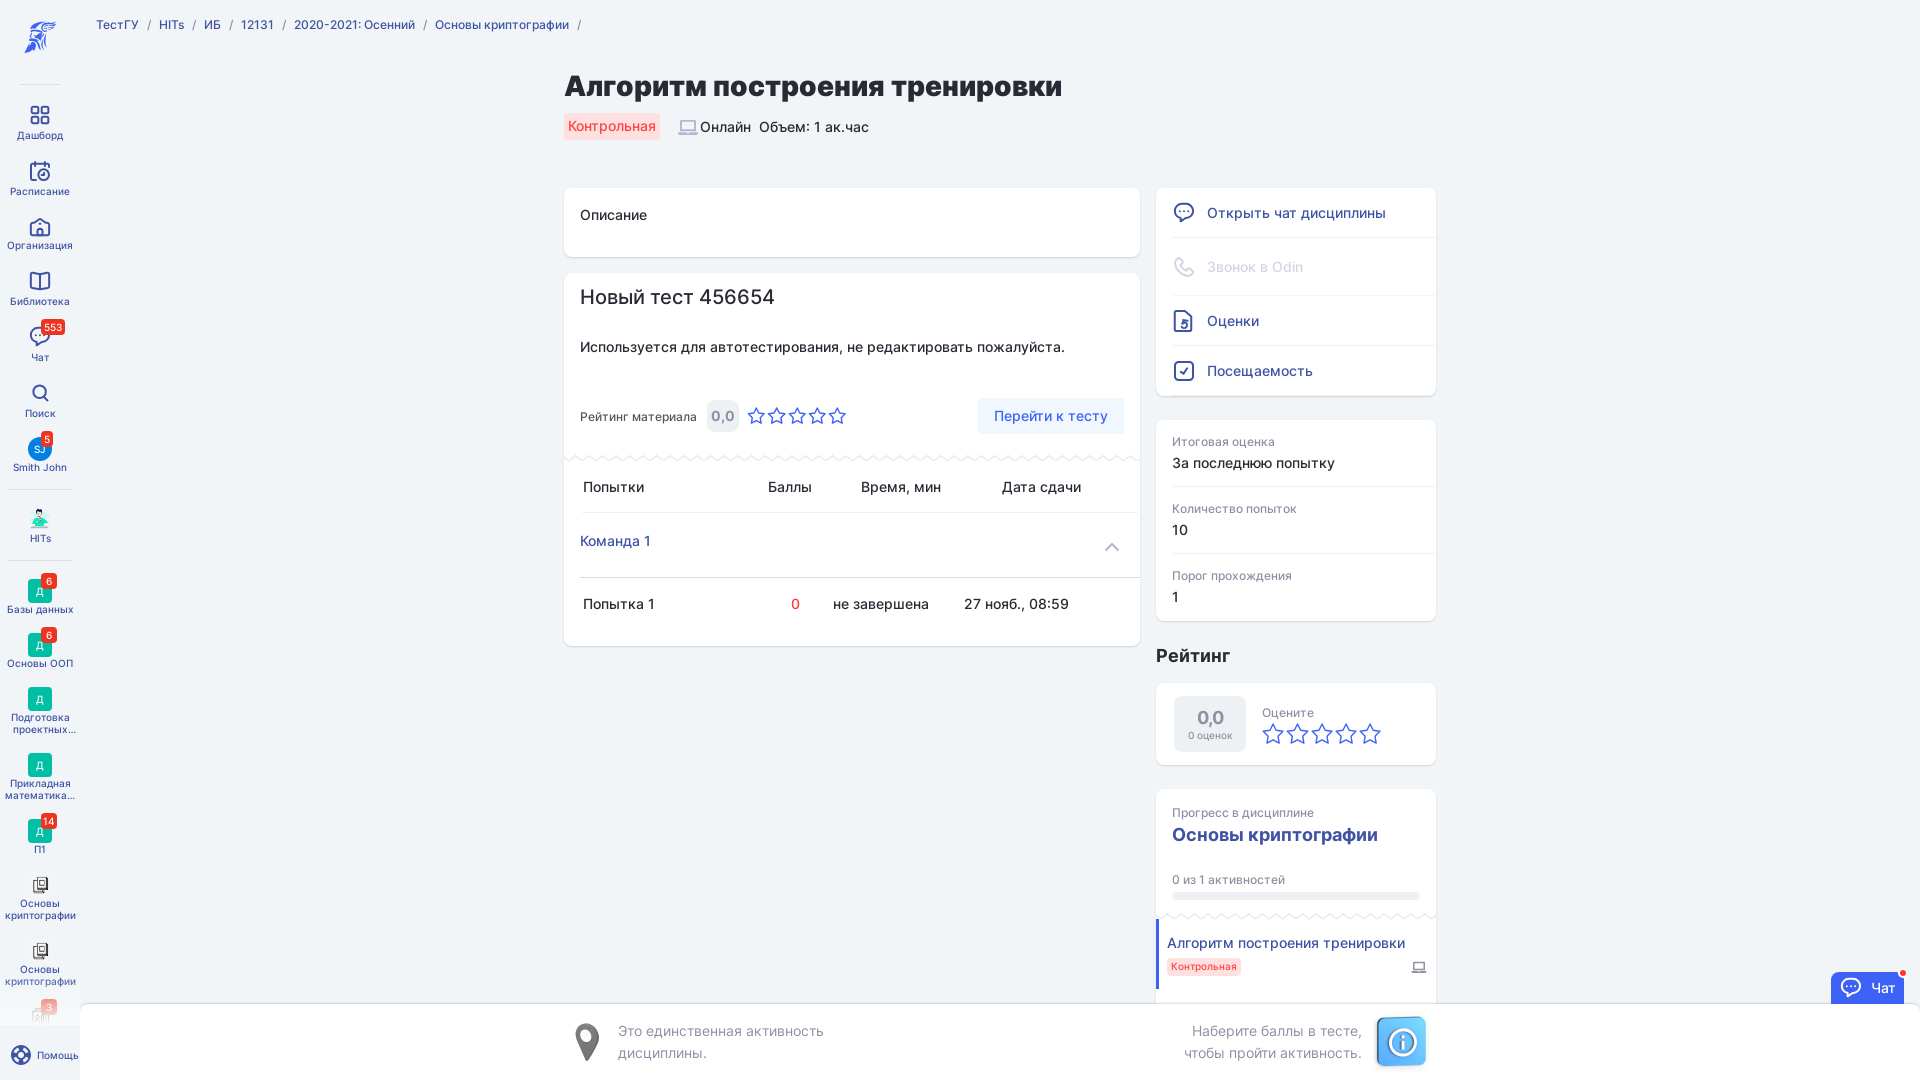 ТестГУ / HITs / ИБ / 12131 / 2020-2021: Осенний / Основы криптографии /
Дашборд
Расписание
Организация
Библиотека
553
Чат
Поиск
5
SJ
Smith John
HITs
6
Д
Базы данных
6
Д
Основы ООП
Д
Подготовка
проектных...
Д
Прикладная
математика...
14
Д
П1
Основы
криптографии
Основы
криптографии
3
Помощь
Алгоритм построения тренировки
Контрольная Онлайн Объем: 1 ак.час
Описание
Новый тест 456654
Используется для автотестирования, не редактировать пожалуйста.
Рейтинг материала 0,0 Перейти к тесту
Попытки Баллы Время, мин Дата сдачи
Команда 1
Попытка 1 0 не завершена 27 нояб., 08:59
Открыть чат дисциплины
Звонок в Odin
5 Оценки
Посещаемость
Итоговая оценка
За последнюю попытку
Количество попыток
10
Порог прохождения
1
Рейтинг
0,0
0 оценок
Оцените
Прогресс в дисциплине
Основы криптографии
0 из 1 активностей
Алгоритм построения тренировки
Контрольная
Чат
Это единственная активность
дисциплины.
Наберите баллы в тесте,
чтобы пройти активность.